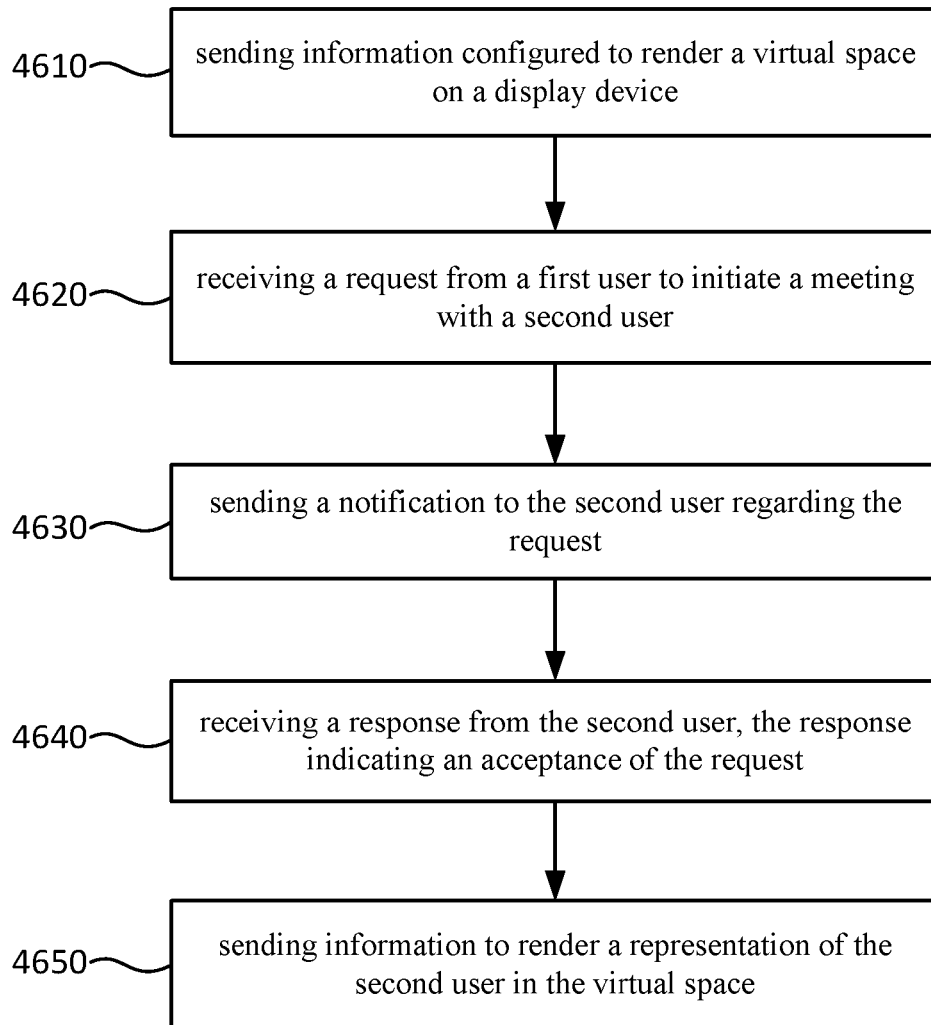 4610
sending information configured to render a virtual space
on a display device
4620
receiving a request from a first user to initiate a meeting
with a second user
4630
sending a notification to the second user regarding the
request
4640
receiving a response from the second user, the response
indicating an acceptance of the request
4650
sending information to render a representation of the
second user in the virtual space